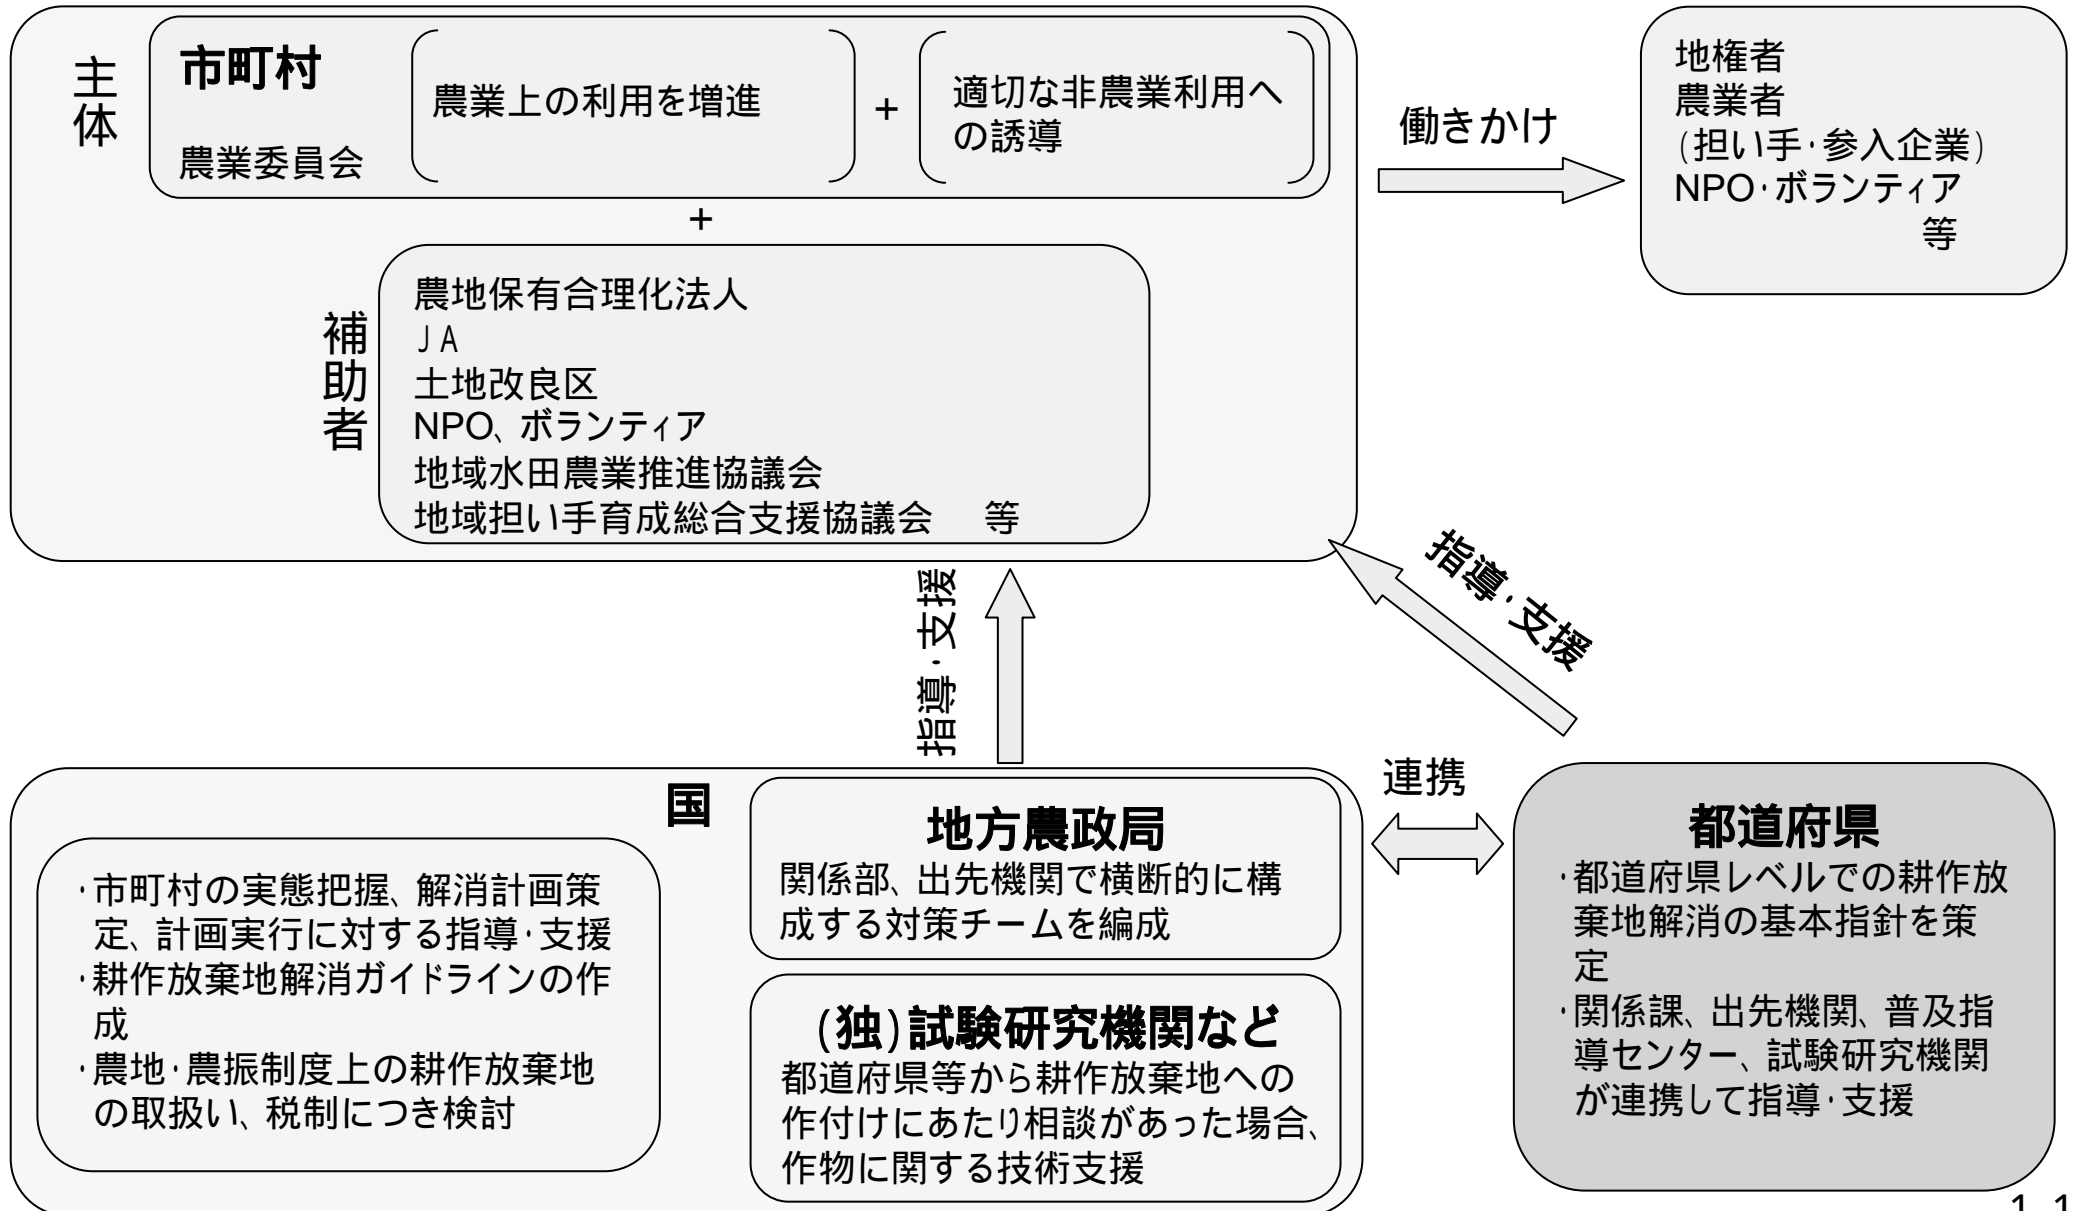 主体
市町村
農業委員会
農業上の利用を増進
+
適切な非農業利用へ
の誘導
+
補助者
農地保有合理化法人
JA
土地改良区
NPO、ボランティア
地域水田農業推進協議会
地域担い手育成総合支援協議会 等
働きかけ
地権者
農業者
(担い手・参入企業)
NPO・ボランティア
等
指導・支援
指導・支援
国
・市町村の実態把握、解消計画策
定、計画実行に対する指導・支援
・耕作放棄地解消ガイドラインの作
成
・農地・農振制度上の耕作放棄地
の取扱い、税制につき検討
地方農政局
関係部、出先機関で横断的に構
成する対策チームを編成
(独)試験研究機関など
都道府県等から耕作放棄地への
作付けにあたり相談があった場合、
作物に関する技術支援
連携
都道府県
・都道府県レベルでの耕作放
棄地解消の基本指針を策
定
・関係課、出先機関、普及指
導センター、試験研究機関
が連携して指導・支援
11